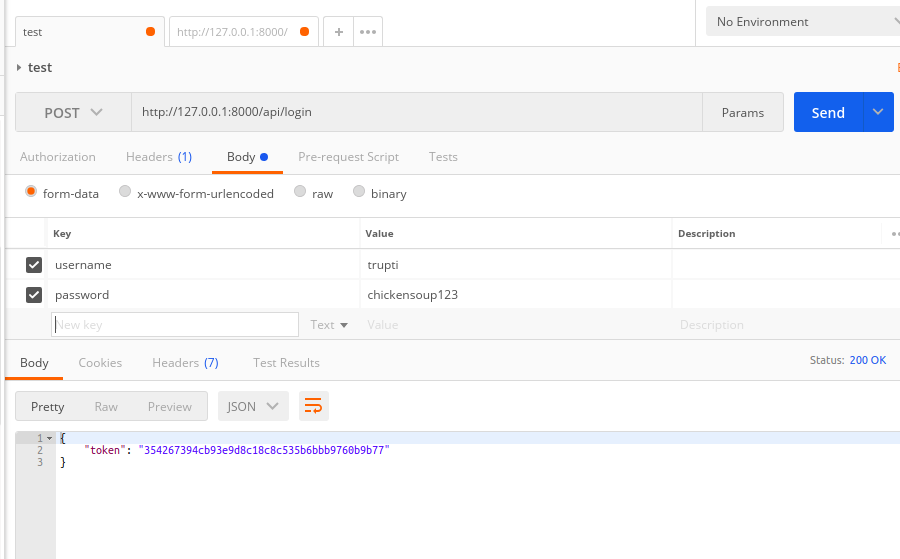 test
http://127.0.0.1:8000/
+
No Environment
test
POST
http://127.0.0.1:8000/api/login
Params
Send
Authorization
Headers (1)
Body
Pre-request Script
Tests
form-data
x-www-form-urlencoded
raw
binary
Key Value Description
username trupti
password chickensoup123
New key Text Value Description
Body Cookies Headers (7) Test Results Status: 200 OK
Pretty Raw Preview JSON
1 {
2 "token": "354267394cb93e9d8c18c8c535b6bbb9760b9b77"
3 }